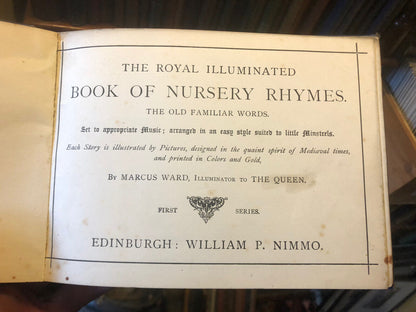 THE ROYAL ILLUMINATED
BOOK OF NURSERY RHYMES.
THE OLD FAMILIAR WORDS.
Set to appropriate Music; arranged in an easy style suited to little Minstrels.
Each Story is illustrated by Pictures, designed in the quaint spirit of Mediæval times,
and printed in Colors and Gold,
BY MARCUS WARD, ILLUMINATOR TO THE QUEEN.
FIRST SERIES.
EDINBURGH: WILLIAM P. NIMMO.